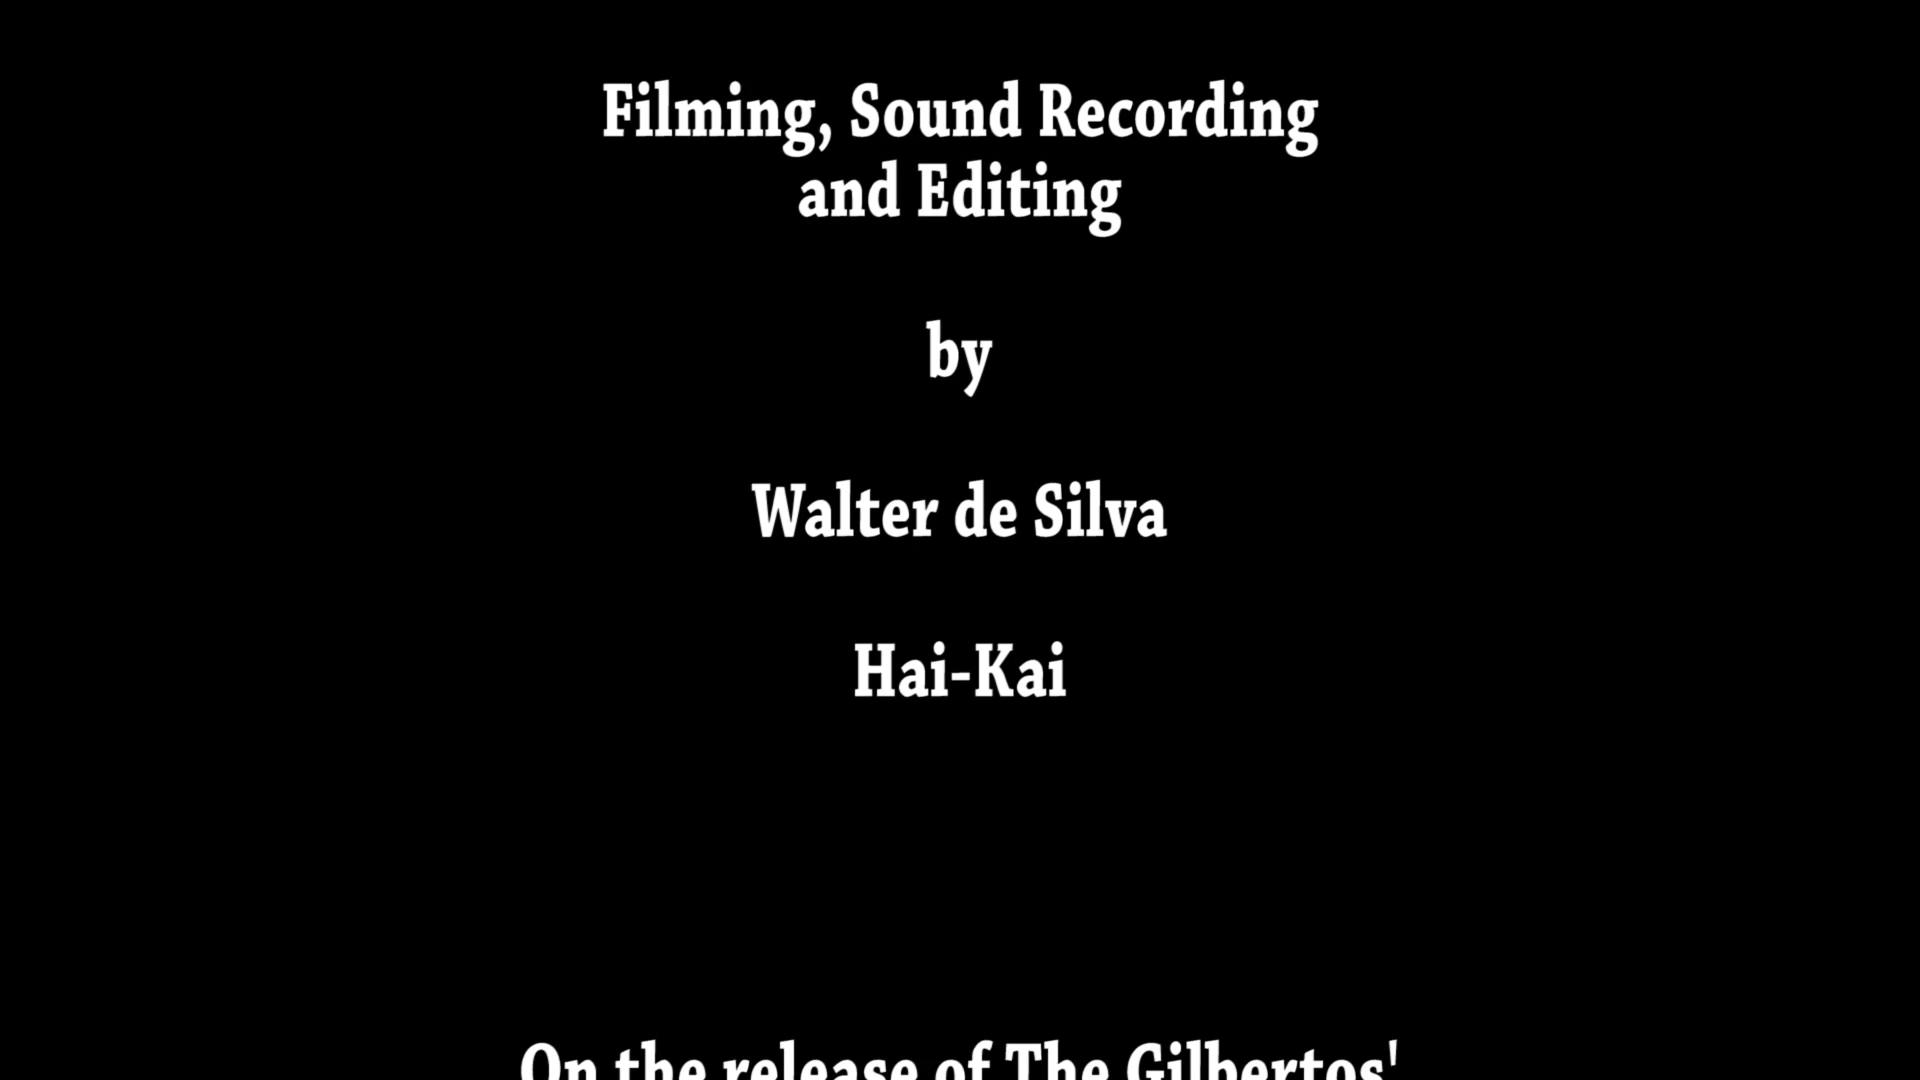 Filming, Sound Recording
and Editing
by
Walter de Silva
Hai-Kai
On the release of The Gilbertos'